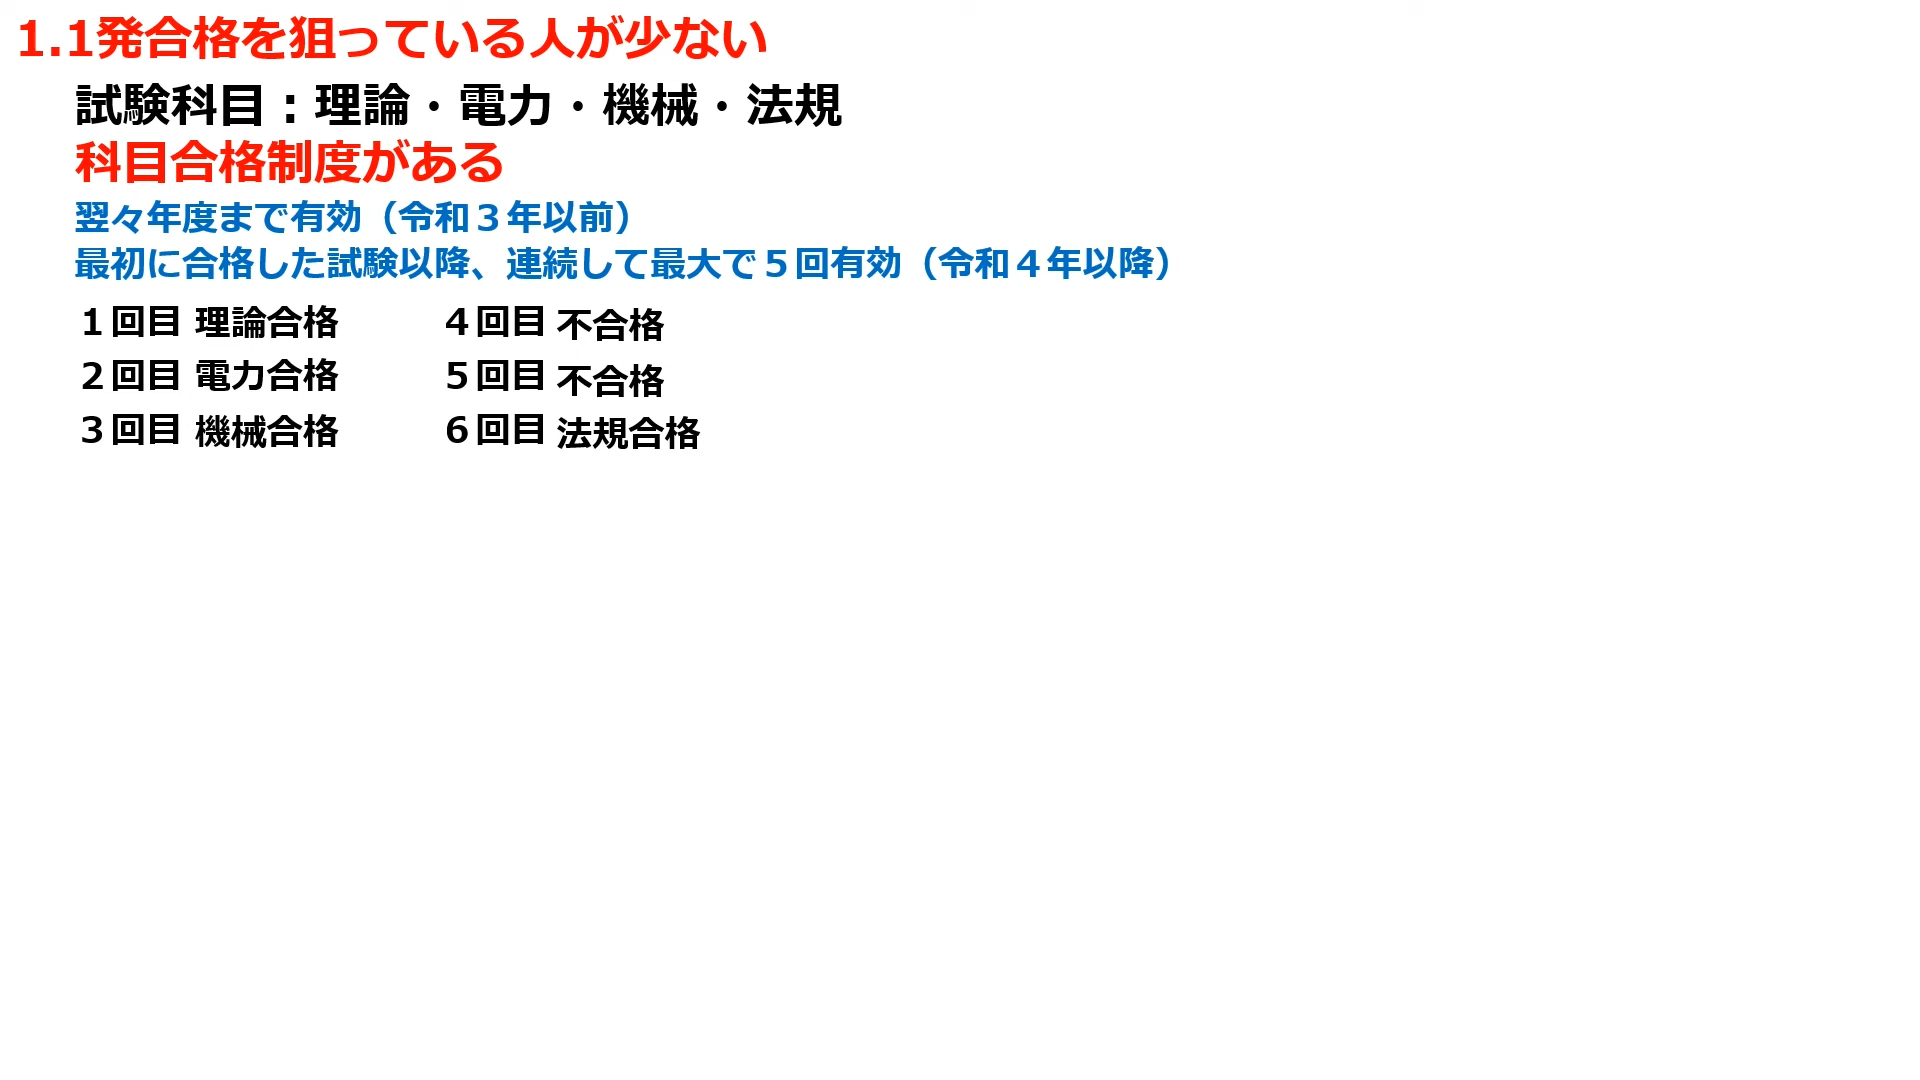 1.1発合格を狙っている人が少ない
試験科目：理論・電力・機械・法規
科目合格制度がある
翌々年度まで有効（令和３年以前）
最初に合格した試験以降、連続して最大で５回有効（令和４年以降）
１回目 理論合格
２回目 電力合格
３回目 機械合格
４回目 不合格
５回目 不合格
６回目 法規合格